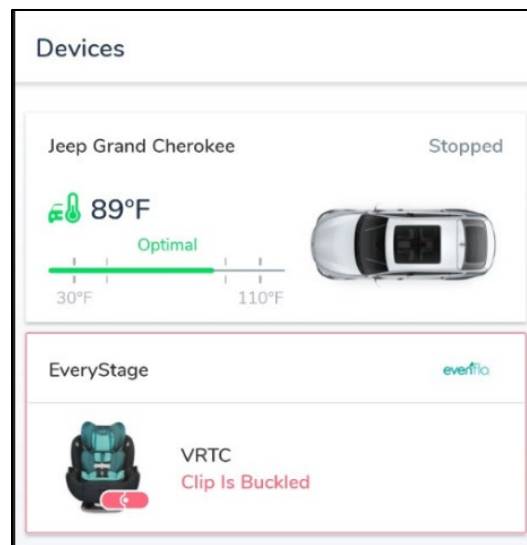 Devices
Jeep Grand Cherokee
Stopped
89°F
Optimal
30°F
110°F
EveryStage
evenflo
VRTC
Clip Is Buckled